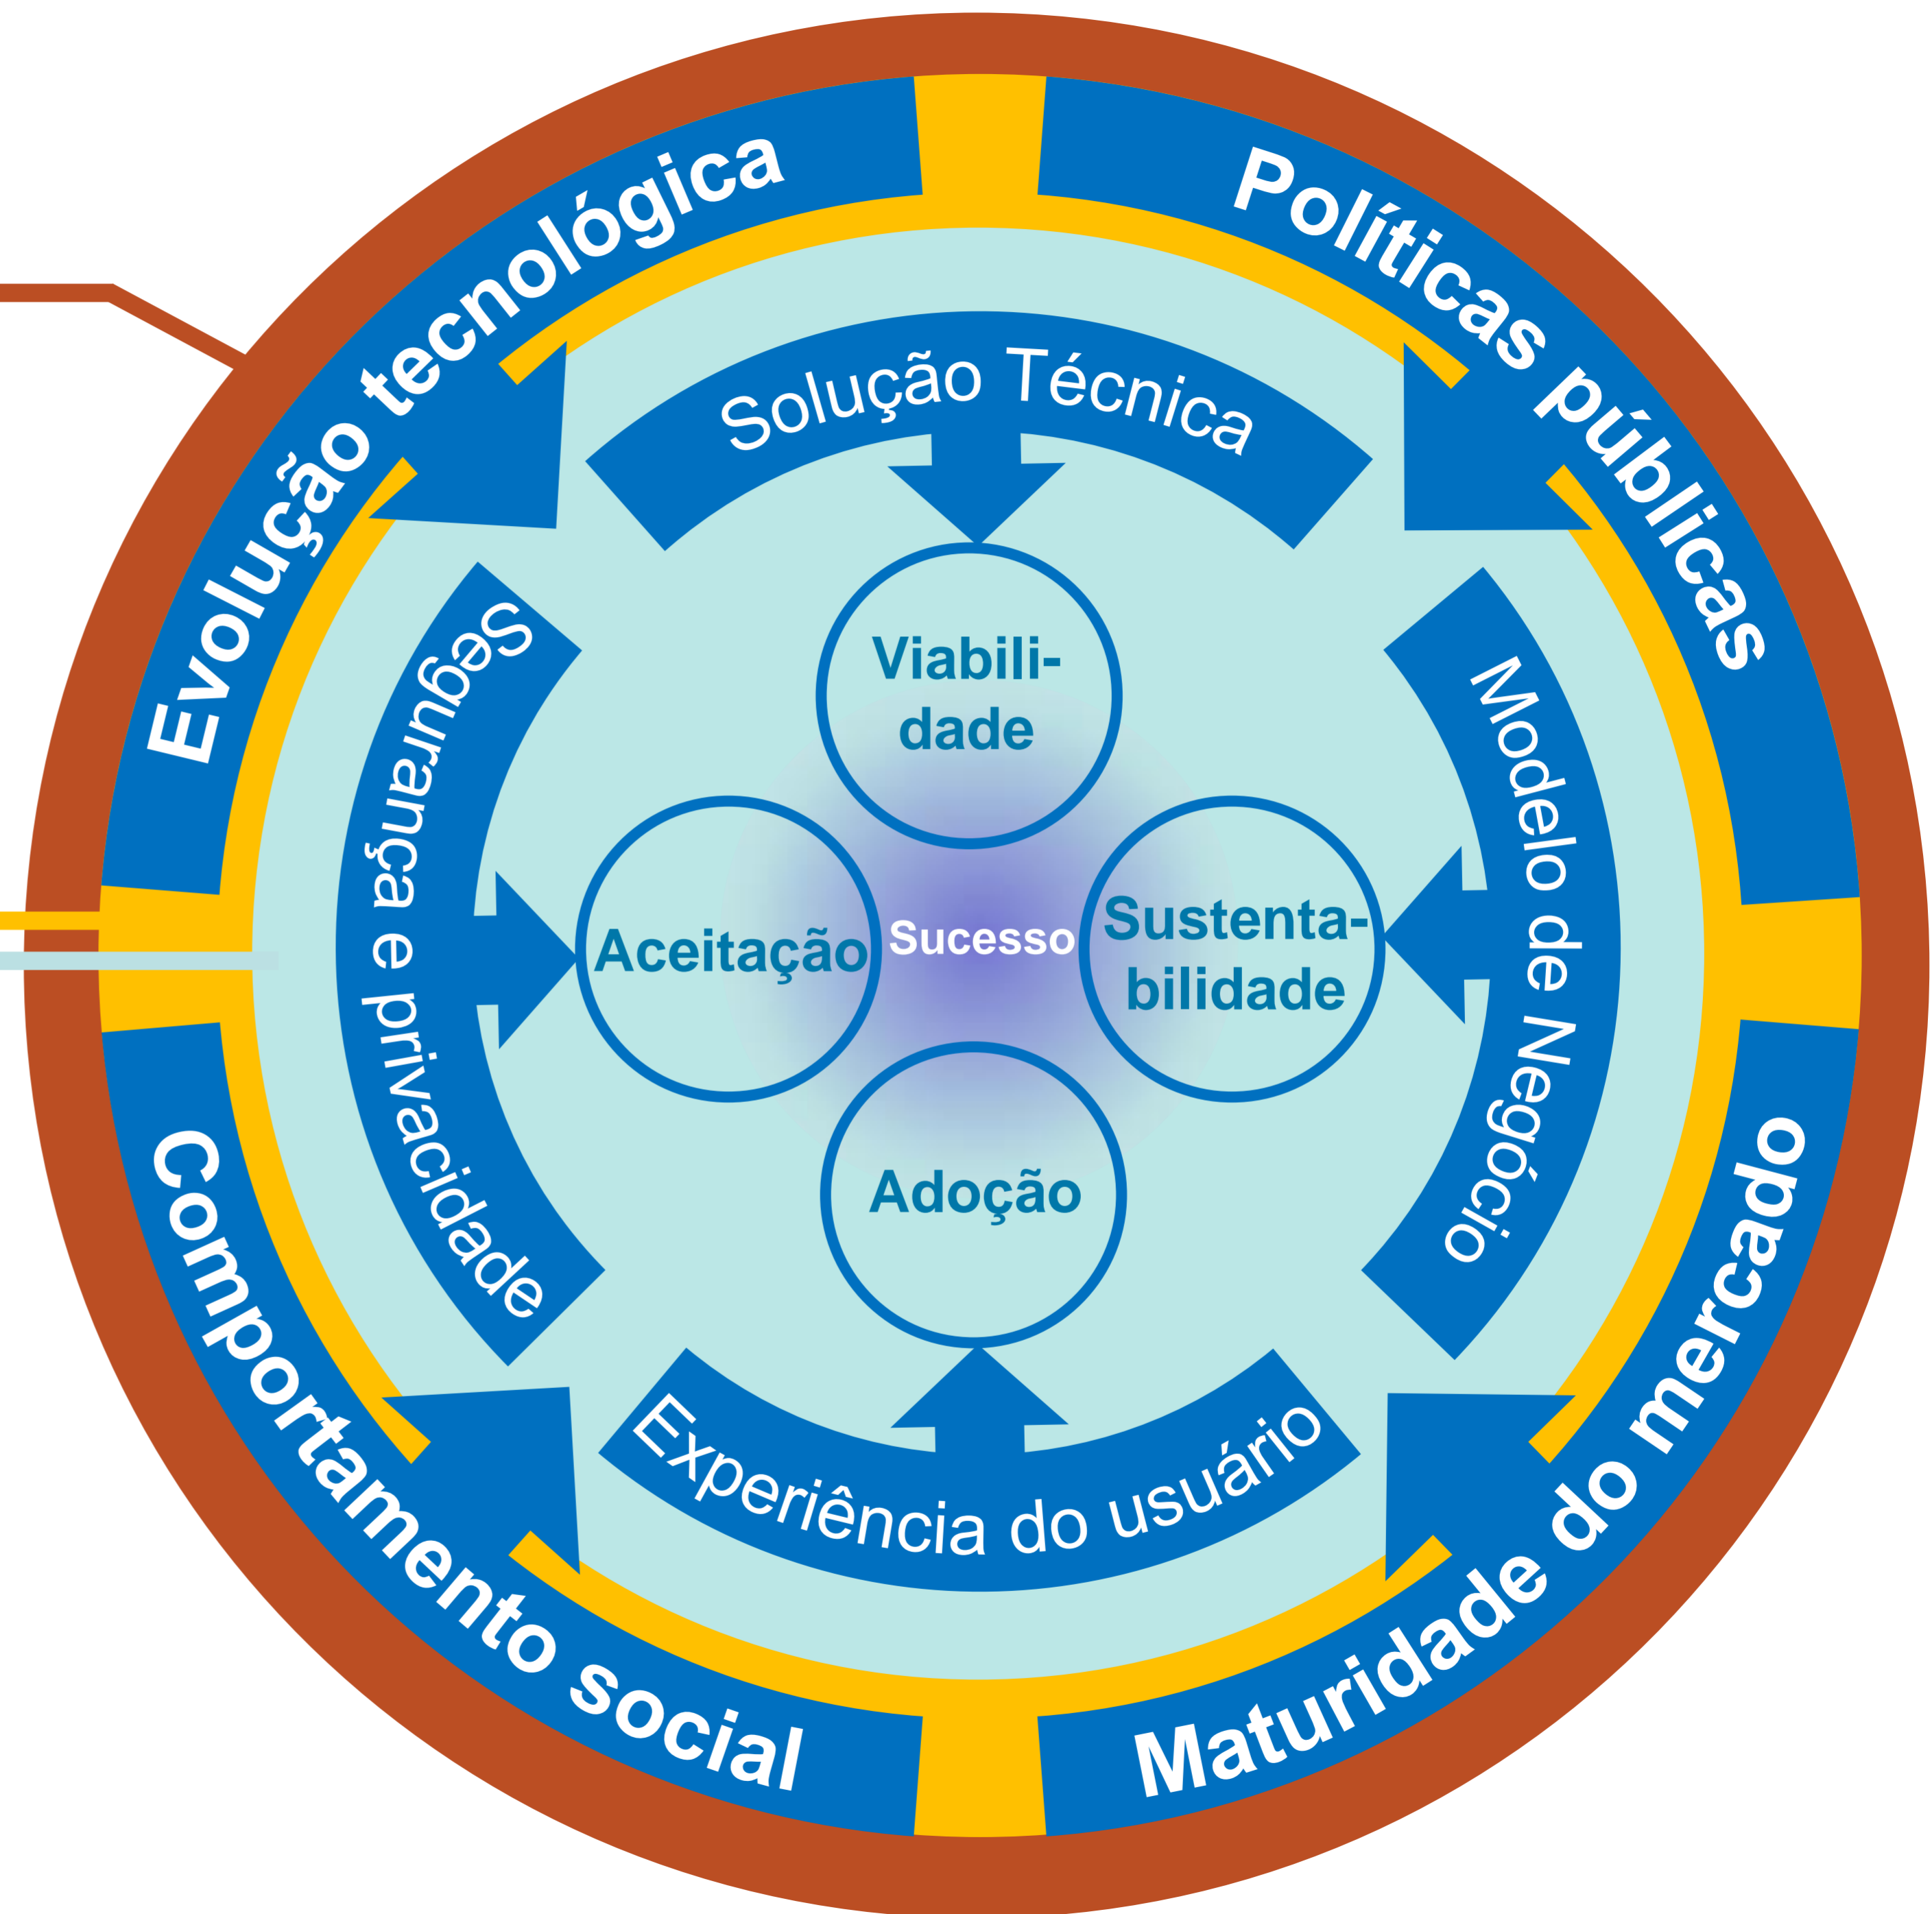 Evolução tecnológica
Políticas públicas
Solução Técnica
Segurança e privacidade
Modelo de Negócio
Viabili-
dade
Aceitação
Sucesso
Sustenta-
bilidade
Adoção
Experiência do usuário
Comportamento social
Maturidade do mercado